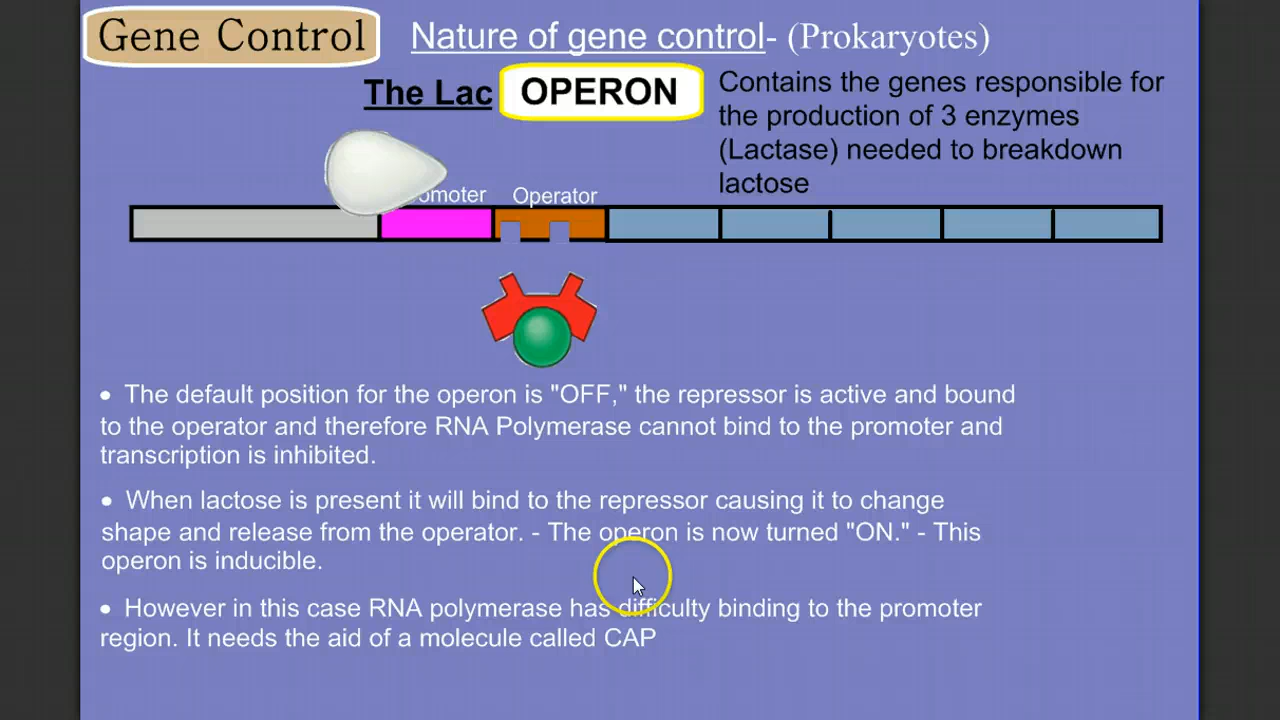 Gene Control
Nature of gene control- (Prokaryotes)
The Lac OPERON
Contains the genes responsible for
the production of 3 enzymes
(Lactase) needed to breakdown
lactose
omoter Operator
• The default position for the operon is "OFF," the repressor is active and bound
to the operator and therefore RNA Polymerase cannot bind to the promoter and
transcription is inhibited.
• When lactose is present it will bind to the repressor causing it to change
shape and release from the operator. - The operon is now turned "ON." - This
operon is inducible.
• However in this case RNA polymerase has difficulty binding to the promoter
region. It needs the aid of a molecule called CAP